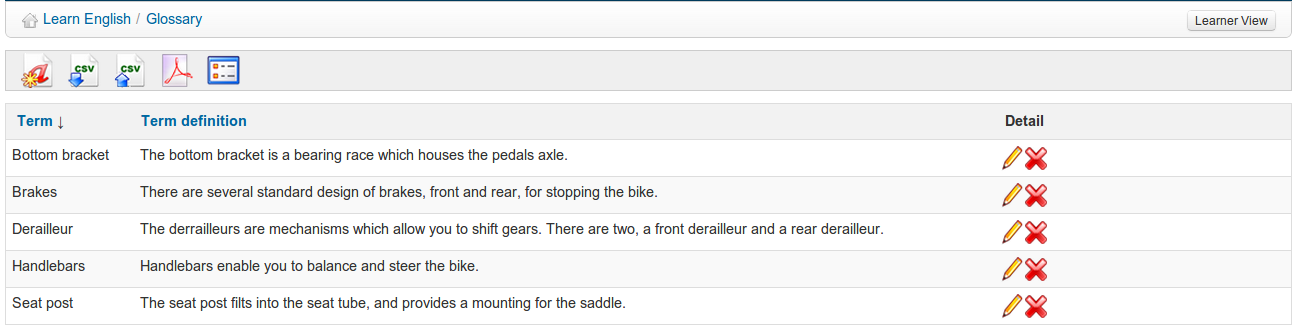 Learn English / Glossary
Learner View
CSV
CSV
Term ↓ Term definition Detail
Bottom bracket The bottom bracket is a bearing race which houses the pedals axle.
Brakes There are several standard design of brakes, front and rear, for stopping the bike.
Derailleur The derrailleurs are mechanisms which allow you to shift gears. There are two, a front derailleur and a rear derailleur.
Handlebars Handlebars enable you to balance and steer the bike.
Seat post The seat post filts into the seat tube, and provides a mounting for the saddle.